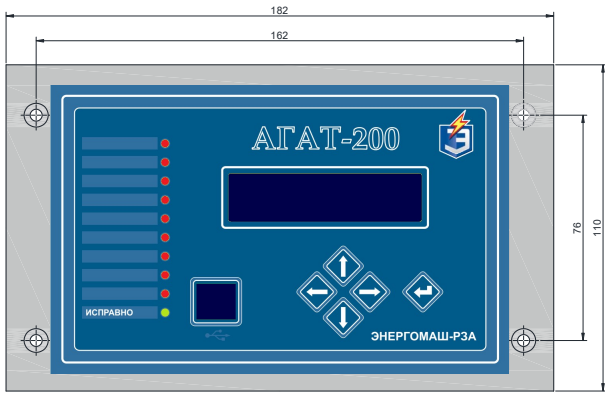 182
162
АГАТ-200
Э
76
110
ИСПРАВНО
ЭНЕРГОМАШ-РЗА